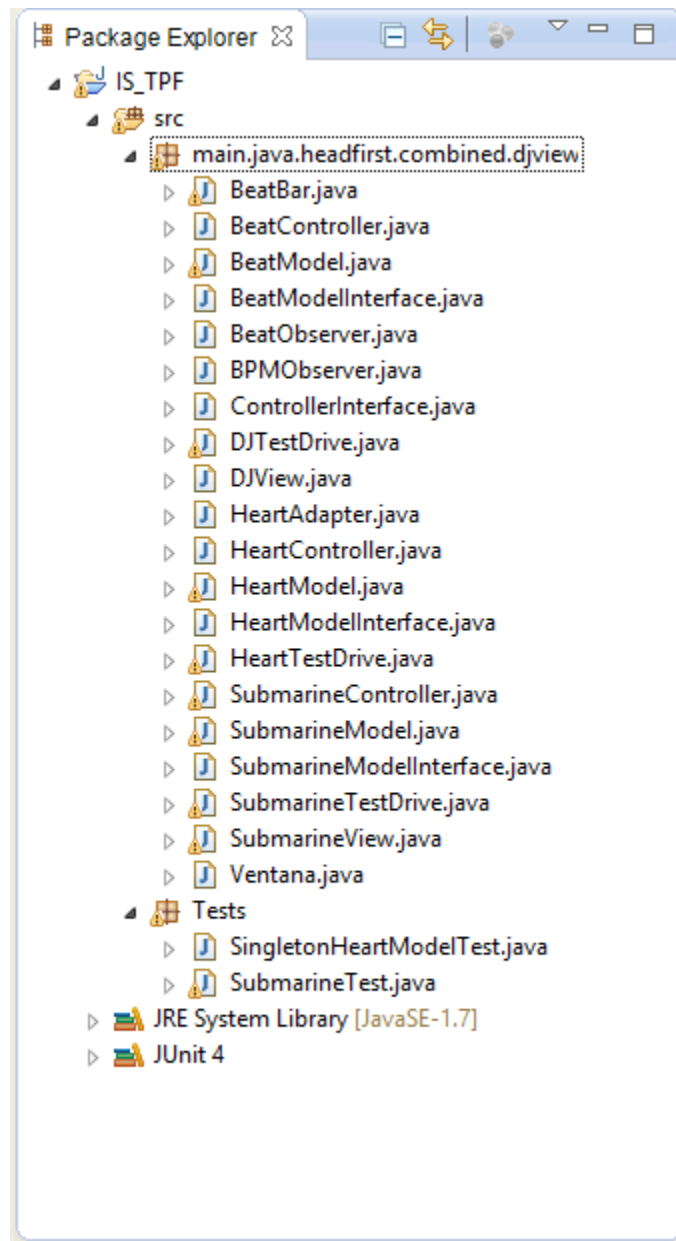 Package Explorer
IS_TPF
src
main.java.headfirst.combined.djview
BeatBar.java
BeatController.java
BeatModel.java
BeatModelInterface.java
BeatObserver.java
BPMObserver.java
ControllerInterface.java
DJTestDrive.java
DJView.java
HeartAdapter.java
HeartController.java
HeartModel.java
HeartModelInterface.java
HeartTestDrive.java
SubmarineController.java
SubmarineModel.java
SubmarineModelInterface.java
SubmarineTestDrive.java
SubmarineView.java
Ventana.java
Tests
SingletonHeartModelTest.java
SubmarineTest.java
JRE System Library [JavaSE-1.7]
JUnit 4